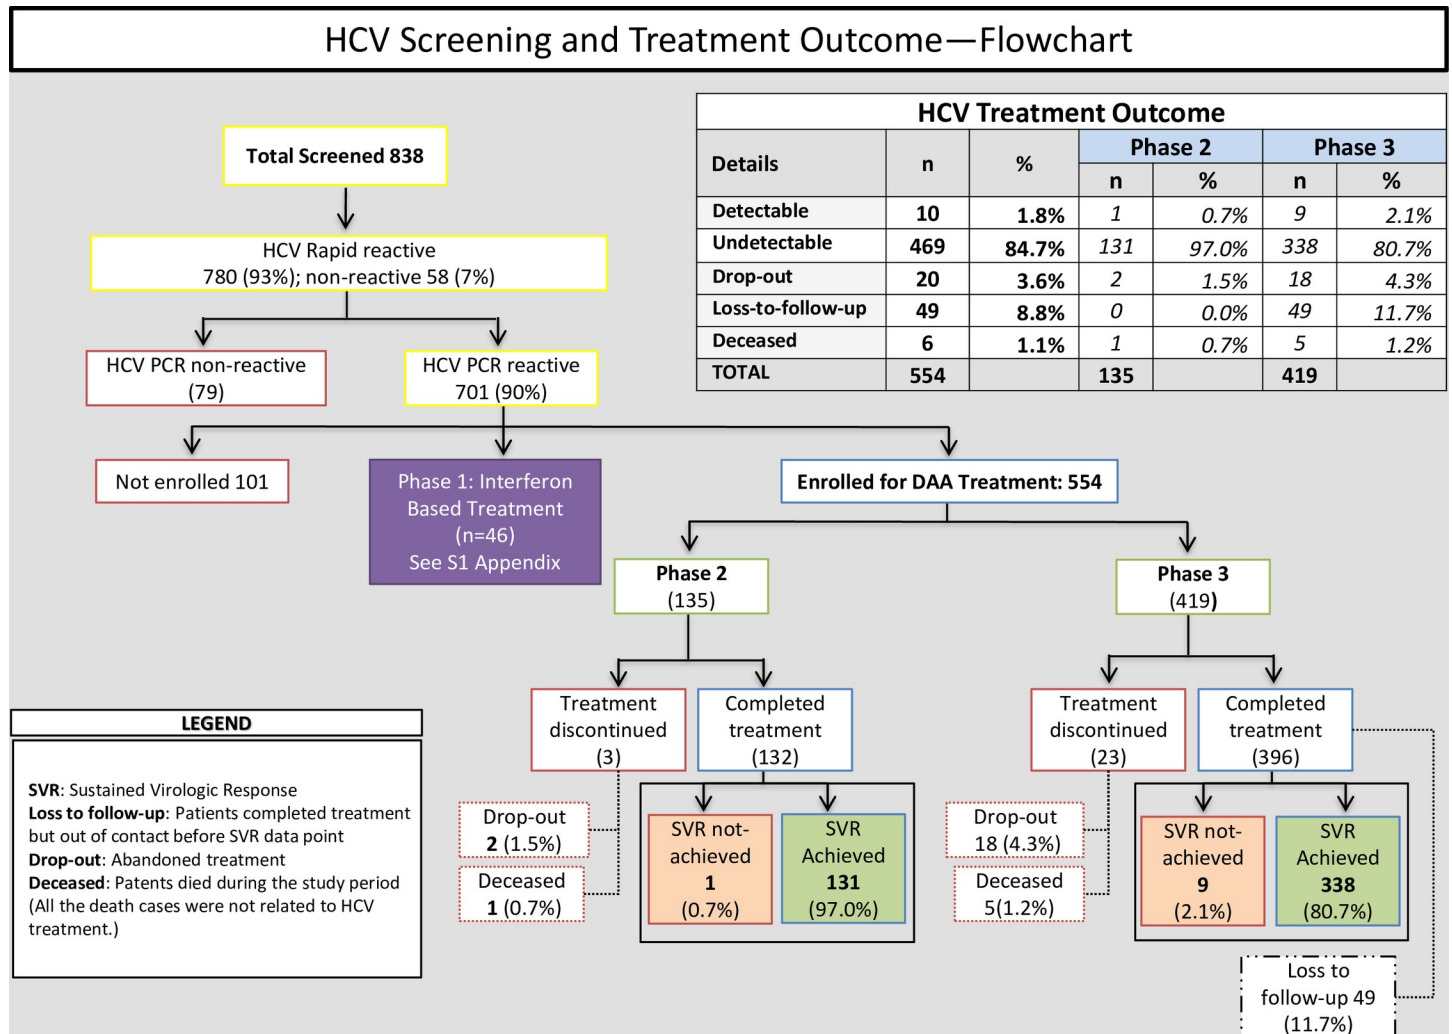 HCV Screening and Treatment Outcome—Flowchart
Total Screened 838
HCV Rapid reactive
780 (93%); non-reactive 58 (7%)
HCV PCR non-reactive
(79)
HCV PCR reactive
701 (90%)
HCV Treatment Outcome
Details n % Phase 2 Phase 3
n % n %
Detectable 10 1.8% 1 0.7% 9 2.1%
Undetectable 469 84.7% 131 97.0% 338 80.7%
Drop-out 20 3.6% 2 1.5% 18 4.3%
Loss-to-follow-up 49 8.8% 0 0.0% 49 11.7%
Deceased 6 1.1% 1 0.7% 5 1.2%
TOTAL 554 135 419
Not enrolled 101
Phase 1: Interferon
Based Treatment
(n=46)
See S1 Appendix
Enrolled for DAA Treatment: 554
Phase 2
(135)
Phase 3
(419)
Treatment
discontinued
(3)
Completed
treatment
(132)
Treatment
discontinued
(23)
Completed
treatment
(396)
Drop-out
2 (1.5%)
Deceased
1 (0.7%)
SVR not-
achieved
1
(0.7%)
SVR
Achieved
131
(97.0%)
Drop-out
18 (4.3%)
Deceased
5(1.2%)
SVR not-
achieved
9
(2.1%)
SVR
Achieved
338
(80.7%)
Loss to
follow-up 49
(11.7%)
LEGEND
SVR: Sustained Virologic Response
Loss to follow-up: Patients completed treatment
but out of contact before SVR data point
Drop-out: Abandoned treatment
Deceased: Patents died during the study period
(All the death cases were not related to HCV
treatment.)